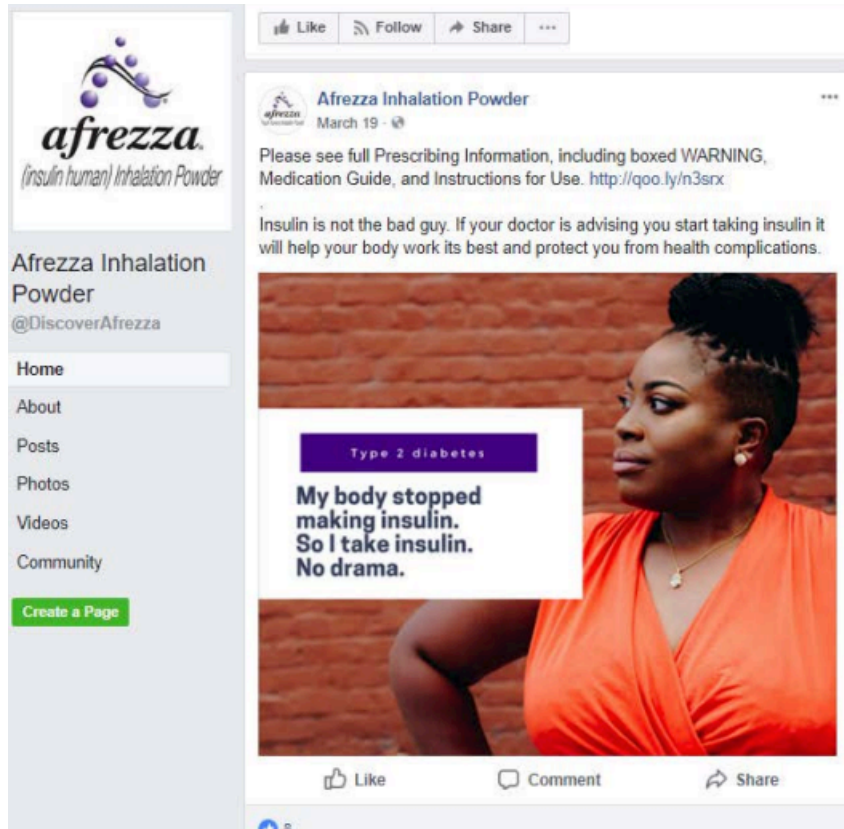 afrezza.
(insulin human) Inhalation Powder
Afrezza Inhalation
Powder
@DiscoverAfrezza
Home
About
Posts
Photos
Videos
Community
Create a Page
Like Follow Share ...
Afrezza Inhalation Powder
March 19 ·
...
Please see full Prescribing Information, including boxed WARNING,
Medication Guide, and Instructions for Use. http://qoo.ly/n3srx
.
Insulin is not the bad guy. If your doctor is advising you start taking insulin it
will help your body work its best and protect you from health complications.
Type 2 diabetes
My body stopped
making insulin.
So I take insulin.
No drama.
Like Comment Share